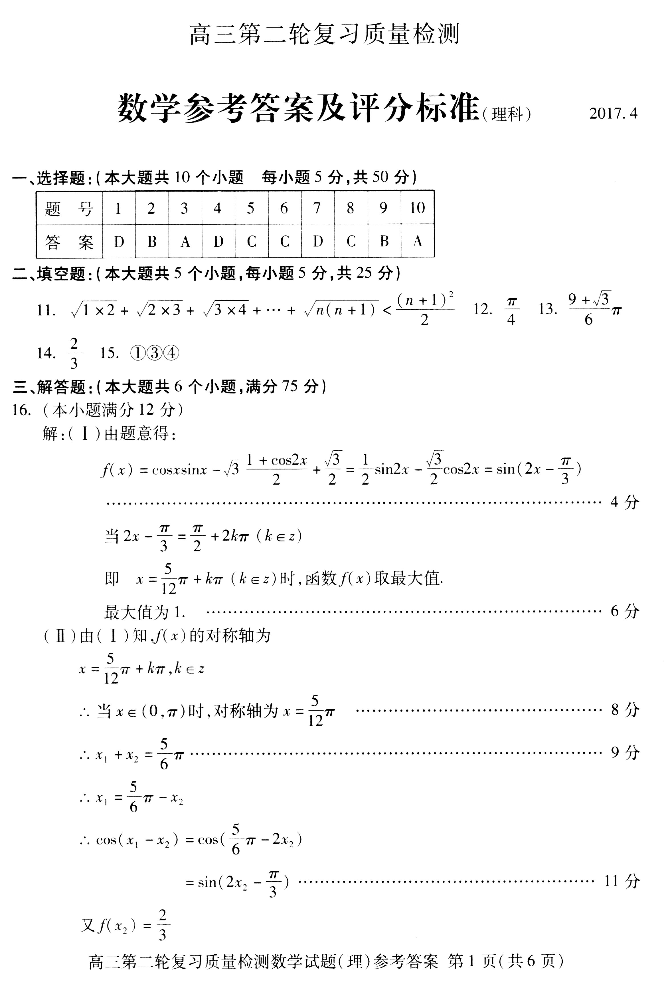 高三第二轮复习质量检测
数学参考答案及评分标准(理科) 2017.4
一、选择题:(本大题共10个小题 每小题5分,共50分)
题 号 1 2 3 4 5 6 7 8 9 10
答 案 D B A D C C D C B A
二、填空题:(本大题共5个小题,每小题5分,共25分)
11. √(1×2) + √(2×3) + √(3×4) + … + √(n(n+1)) < (n+1)²/2 12. π/4 13. (9+√3)/6 π
14. 2/3 15. ①③④
三、解答题:(本大题共6个小题,满分75分)
16. (本小题满分12分)
解:(Ⅰ)由题意得:
f(x) = cosxsinx - √3 (1+cos2x)/2 + √3/2 = 1/2 sin2x - √3/2 cos2x = sin(2x - π/3)
………………………………………… 4分
当2x - π/3 = π/2 + 2kπ (k∈z)
即 x = 5/12 π + kπ (k∈z)时,函数f(x)取最大值.
最大值为1. ………………………………… 6分
(Ⅱ)由(Ⅰ)知,f(x)的对称轴为
x = 5/12 π + kπ,k∈z
∴ 当x∈(0,π)时,对称轴为x = 5/12 π …………………… 8分
∴ x₁ + x₂ = 5/6 π ………………………………… 9分
∴ x₁ = 5/6 π - x₂
∴ cos(x₁ - x₂) = cos(5/6 π - 2x₂)
= sin(2x₂ - π/3) ………………………… 11分
又f(x₂) = 2/3
高三第二轮复习质量检测数学试题(理)参考答案 第1页(共6页)